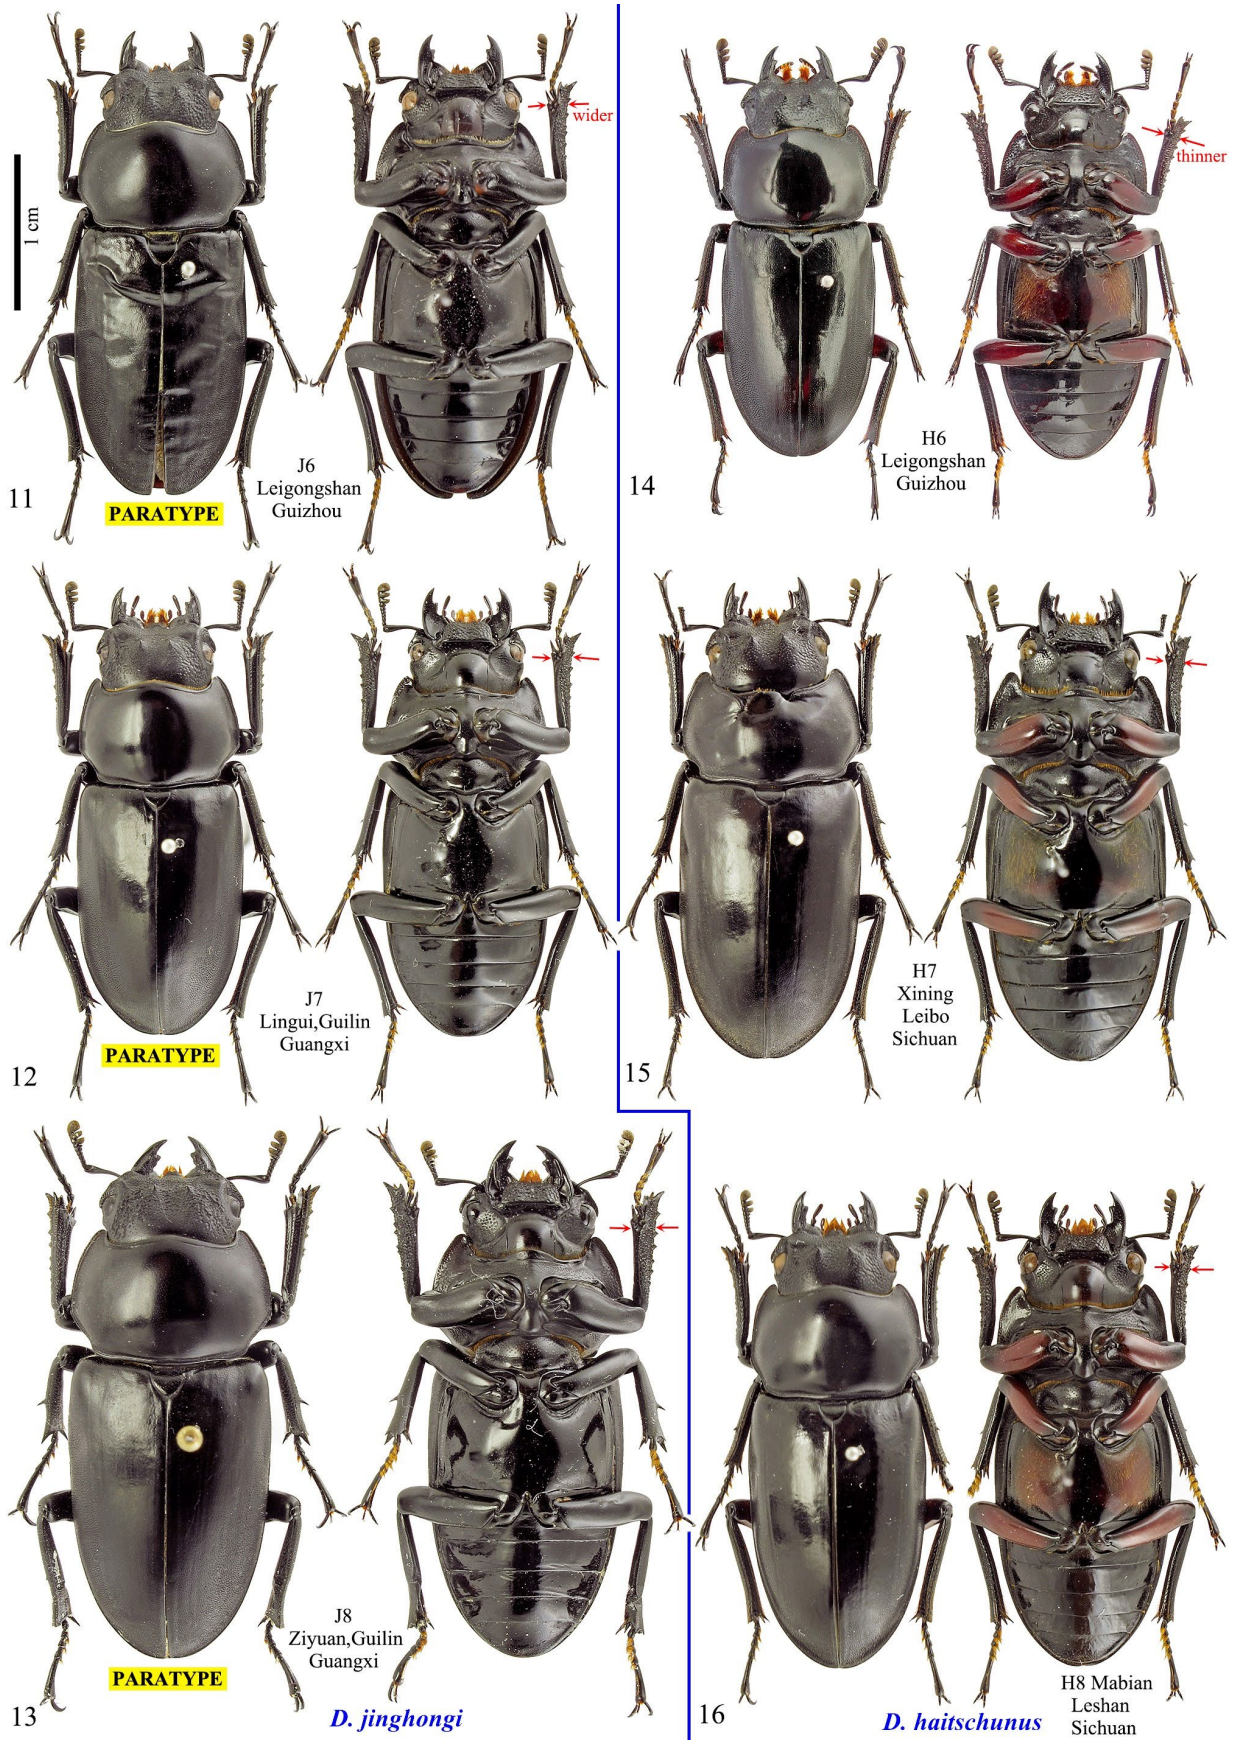 wider
thinner
1 cm
J6
Leigongshan
Guizhou
11
PARATYPE
H6
Leigongshan
Guizhou
14
J7
Lingui,Guilin
Guangxi
PARATYPE
12
H7
Xining
Leibo
Sichuan
15
J8
Ziyuan,Guilin
Guangxi
PARATYPE
13
D. jinghongi
H8 Mabian
Leshan
Sichuan
16
D. haitschunus